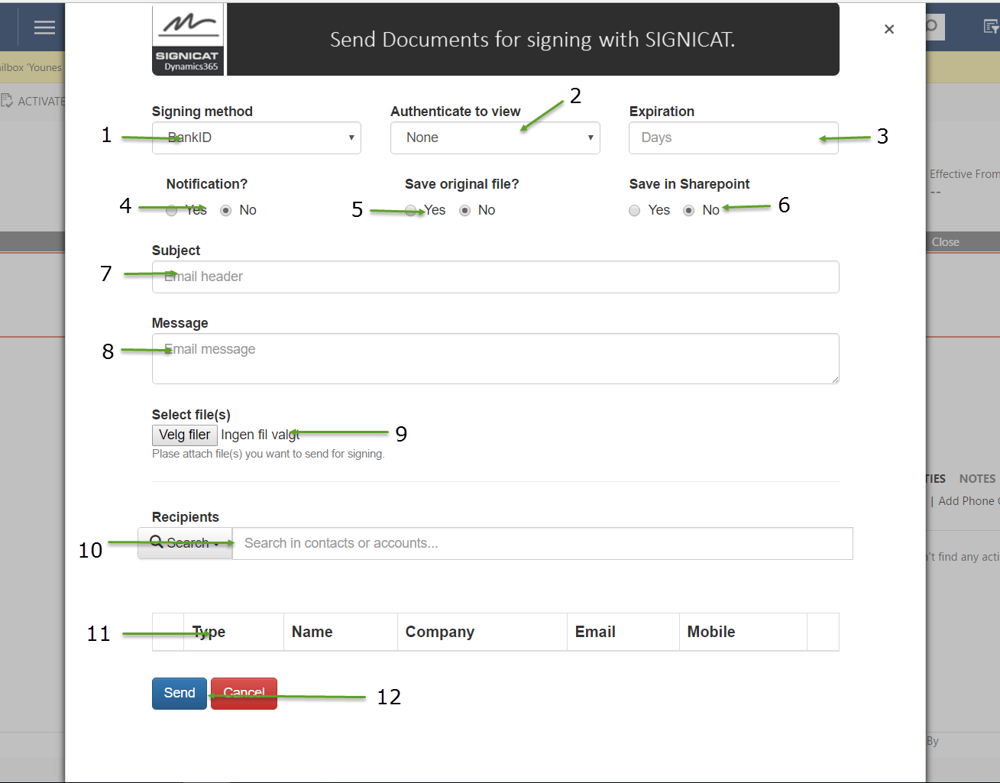 SIGNICAT
Dynamics365
Send Documents for signing with SIGNICAT.
×
ilbox 'Younes
ACTIVATE
Signing method
Authenticate to view
Expiration
1
BankID
2
None
3
Days
Effective From
--
Notification?
Save original file?
Save in Sharepoint
4
Yes
No
5
Yes
No
6
Yes
No
Close
Subject
7
Email header
Message
8
Email message
Select file(s)
Velg filer
Ingen fil valgt
9
Plase attach file(s) you want to send for signing.
TIES
NOTES
| Add Phone C
Recipients
10
Search
Search in contacts or accounts...
't find any acti
11
Type
Name
Company
Email
Mobile
Send
Cancel
12
By